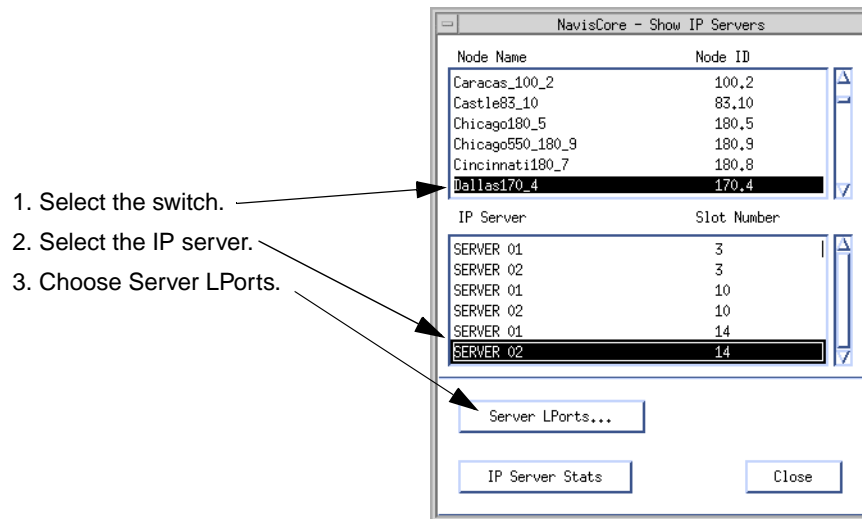 NavisCore - Show IP Servers
Node Name Node ID
Caracas_100_2 100.2
Castle83_10 83.10
Chicago180_5 180.5
Chicago550_180_9 180.9
Cincinnati180_7 180.8
Dallas170_4 170.4
1. Select the switch.
2. Select the IP server.
3. Choose Server LPorts.
IP Server Slot Number
SERVER 01 3
SERVER 02 3
SERVER 01 10
SERVER 02 10
SERVER 01 14
SERVER 02 14
Server LPorts...
IP Server Stats Close